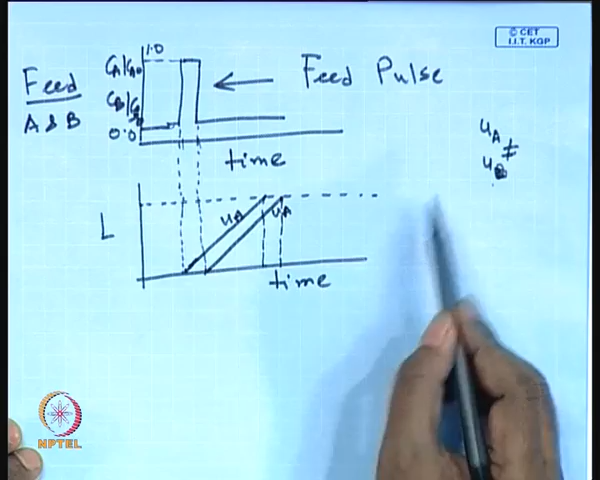 © CET
I.I.T. KGP
1.0
CA/CA0
Feed
Feed Pulse
CB/CB0
A & B
0.0
time
uA ≠
uB
L
uA
uA
time
NPTEL